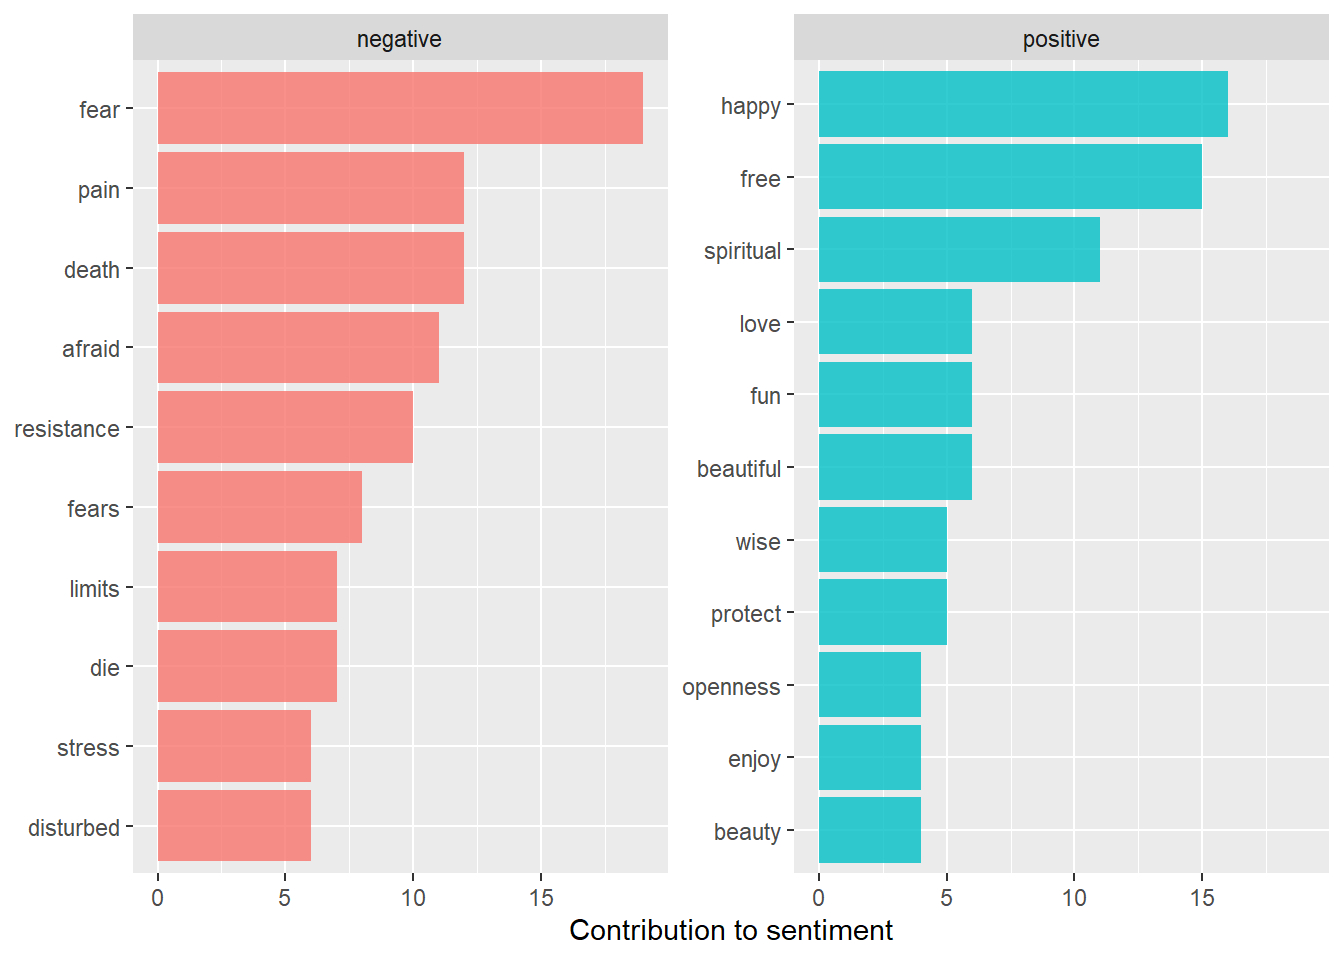 negative
fear
pain
death
afraid
resistance
fears
limits
die
stress
disturbed
0 5 10 15
positive
happy
free
spiritual
love
fun
beautiful
wise
protect
openness
enjoy
beauty
0 5 10 15
Contribution to sentiment